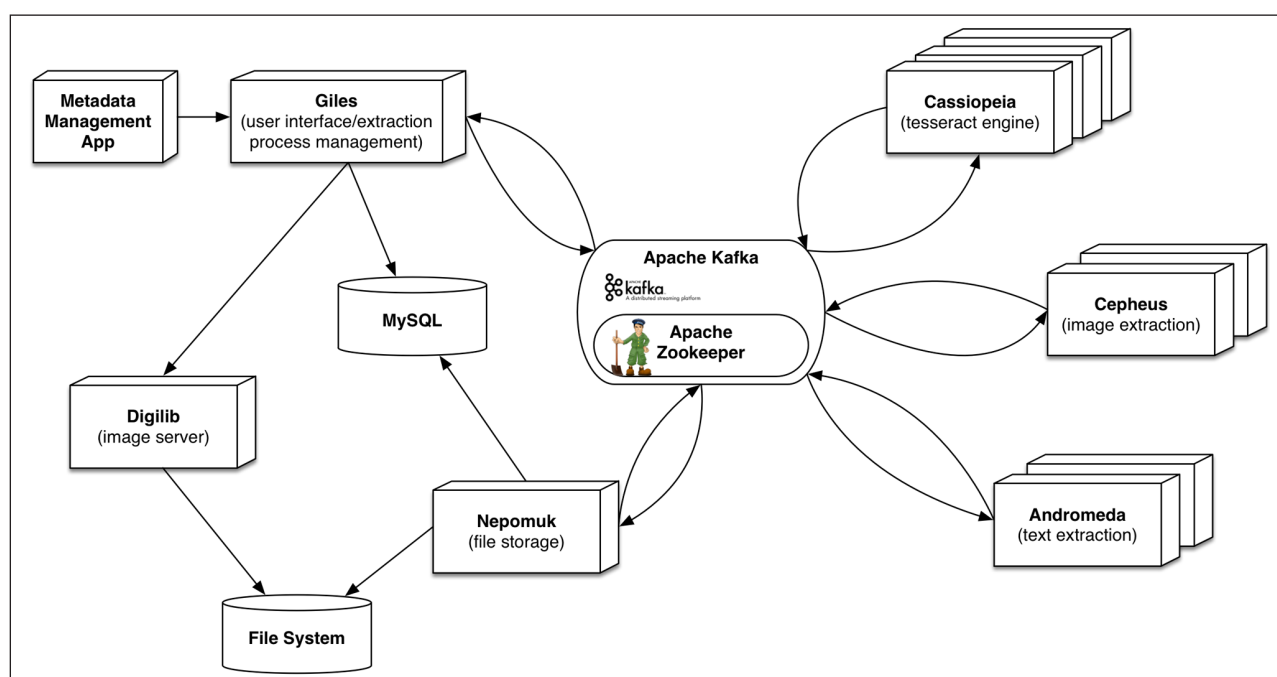 Metadata
Management
App
Giles
(user interface/extraction
process management)
Cassiopeia
(tesseract engine)
Apache Kafka
APACHE
kafka
A distributed streaming platform
Cepheus
(image extraction)
MySQL
Apache
Zookeeper
Digilib
(image server)
Nepomuk
(file storage)
Andromeda
(text extraction)
File System